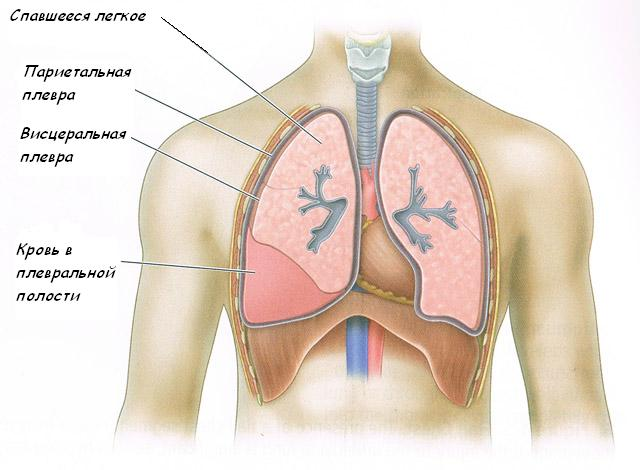 Спавшееся легкое
Париетальная
плевра
Висцеральная
плевра
Кровь в
плевральной
полости